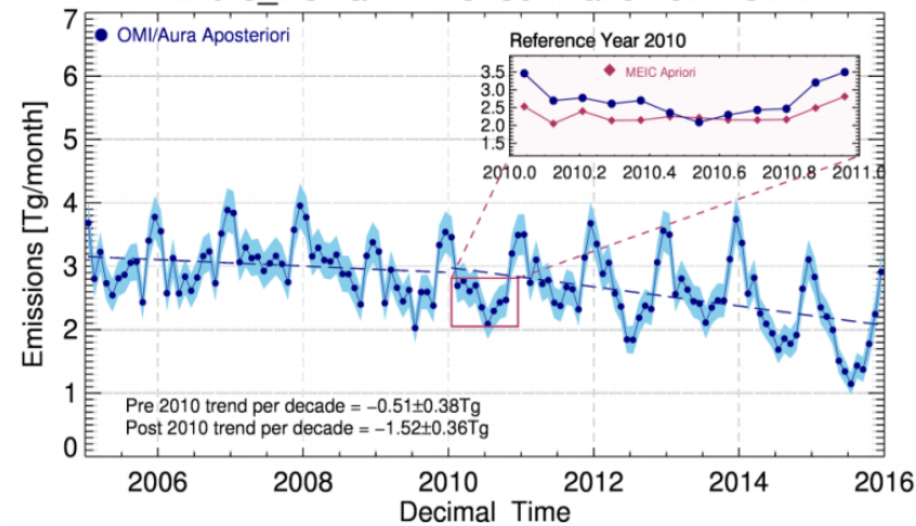 7
6
5
4
3
2
1
0
Emissions [Tg/month]
OMI/Aura Aposteriori
Reference Year 2010
MEIC Apriori
3.5
3.0
2.5
2.0
1.5
2010.0 2010.2 2010.4 2010.6 2010.8 2011.0
Pre 2010 trend per decade = −0.51±0.38Tg
Post 2010 trend per decade = −1.52±0.36Tg
2006 2008 2010 2012 2014 2016
Decimal Time